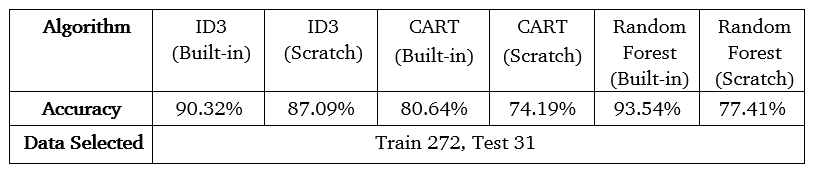 Algorithm ID3 ID3 CART CART Random Random
(Built-in) (Scratch) (Built-in) (Scratch) Forest Forest
(Built-in) (Scratch)
Accuracy 90.32% 87.09% 80.64% 74.19% 93.54% 77.41%
Data Selected Train 272, Test 31